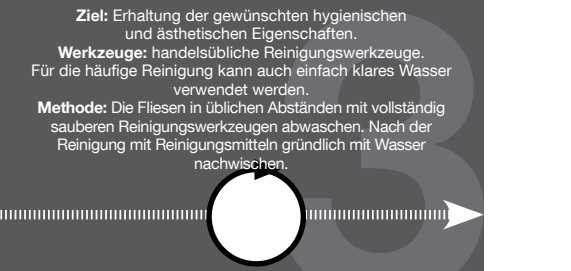 Ziel: Erhaltung der gewünschten hygienischen
und ästhetischen Eigenschaften.
Werkzeuge: handelsübliche Reinigungswerkzeuge.
Für die häufige Reinigung kann auch einfach klares Wasser
verwendet werden.
Methode: Die Fliesen in üblichen Abständen mit vollständig
sauberen Reinigungswerkzeugen abwaschen. Nach der
Reinigung mit Reinigungsmitteln gründlich mit Wasser
nachwischen.
3